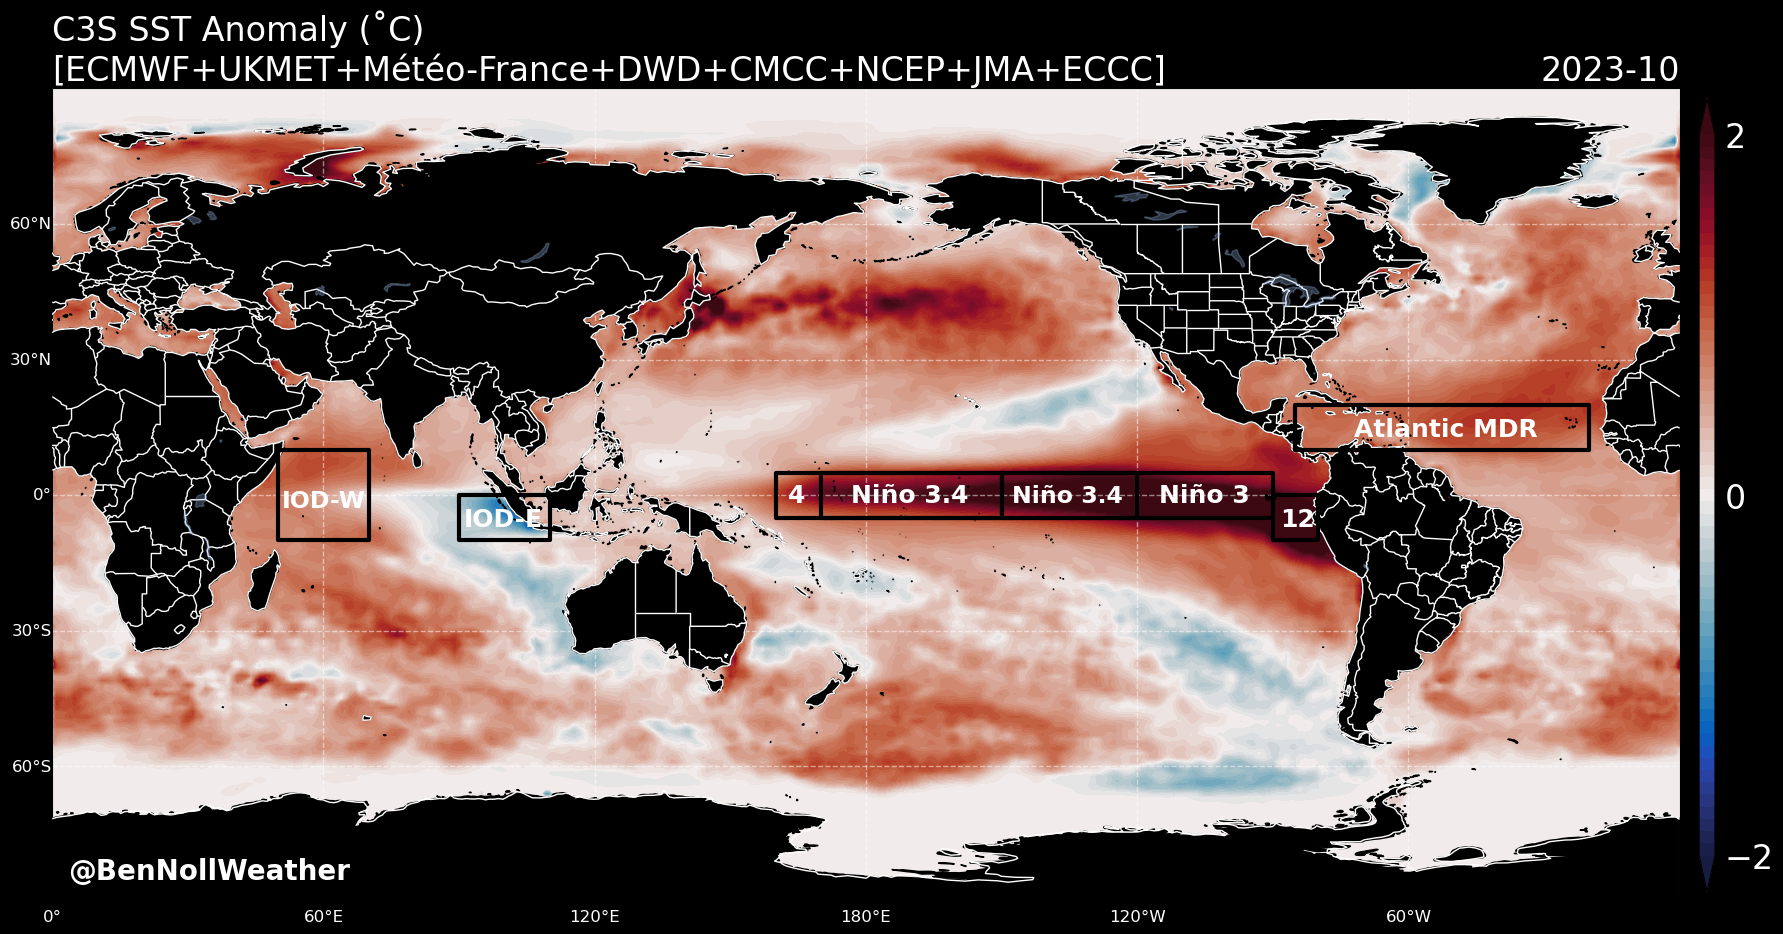 C3S SST Anomaly (˚C)
[ECMWF+UKMET+Météo-France+DWD+CMCC+NCEP+JMA+ECCC]
2023-10
2
60°N
30°N
Atlantic MDR
IOD-W
0°
4
Niño 3.4
Niño 3.4
Niño 3
0
IOD-E
12
30°S
60°S
−2
@BenNollWeather
0°
60°E
120°E
180°E
120°W
60°W